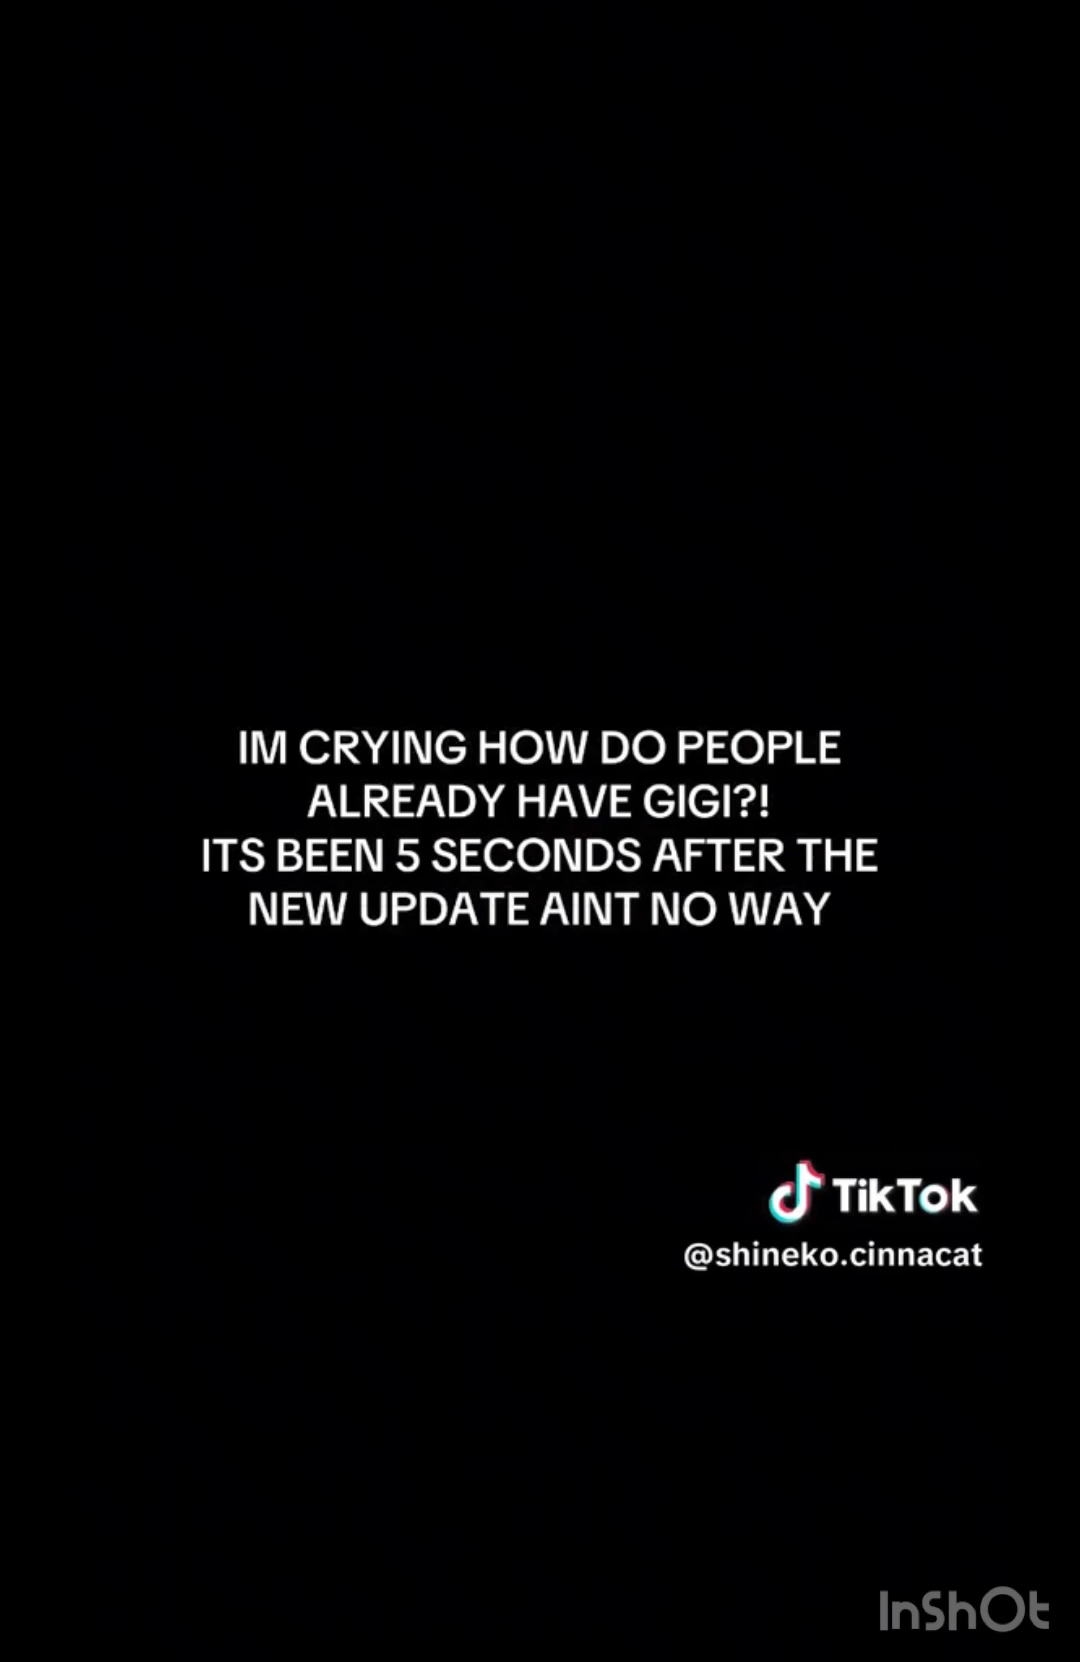 IM CRYING HOW DO PEOPLE
ALREADY HAVE GIGI?!
ITS BEEN 5 SECONDS AFTER THE
NEW UPDATE AINT NO WAY
TikTok
@shineko.cinnacat
InShOt